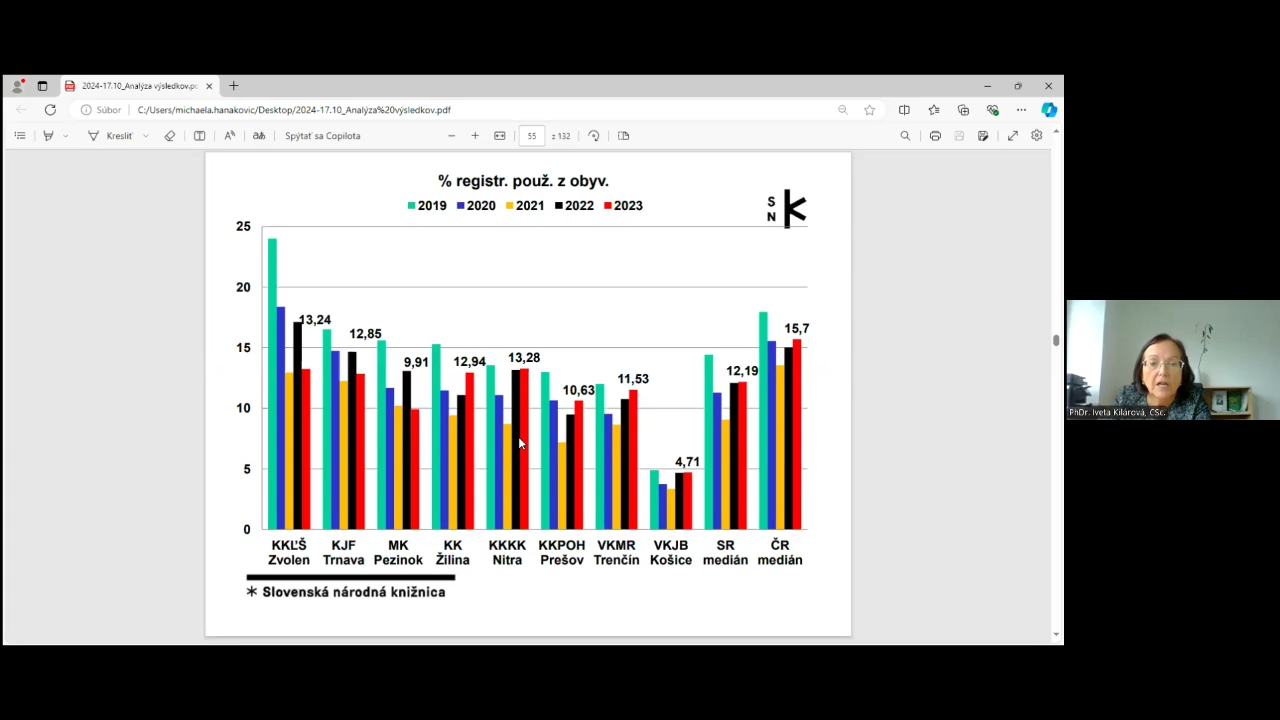 2024-17.10_Analýza výsledkov.pc
Súbor
C:/Users/michaela.hanakovic/Desktop/2024-17.10_Analýza%20výsledkov.pdf
Kresliť
Spýtať sa Copilota
55
z 132
% registr. použ. z obyv.
2019 2020 2021 2022 2023
S
N
25
20
15
10
5
0
13,24
12,85
9,91
12,94
13,28
10,63
11,53
4,71
12,19
15,7
KKĽŠ KJF MK KK KKKK KKPOH VKMR VKJB SR ČR
Zvolen Trnava Pezinok Žilina Nitra Prešov Trenčín Košice medián medián
* Slovenská národná knižnica
PhDr. Iveta Kilárová, CSc.